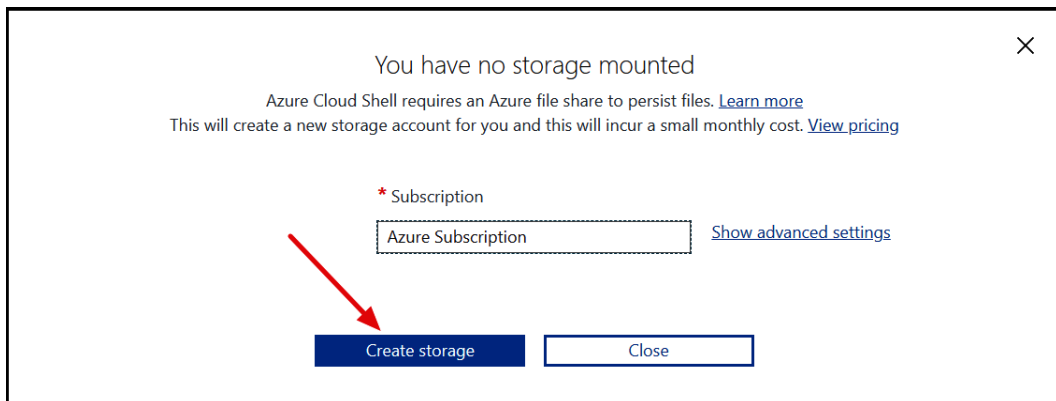 You have no storage mounted
Azure Cloud Shell requires an Azure file share to persist files. Learn more
This will create a new storage account for you and this will incur a small monthly cost. View pricing
* Subscription
Azure Subscription
Show advanced settings
Create storage
Close